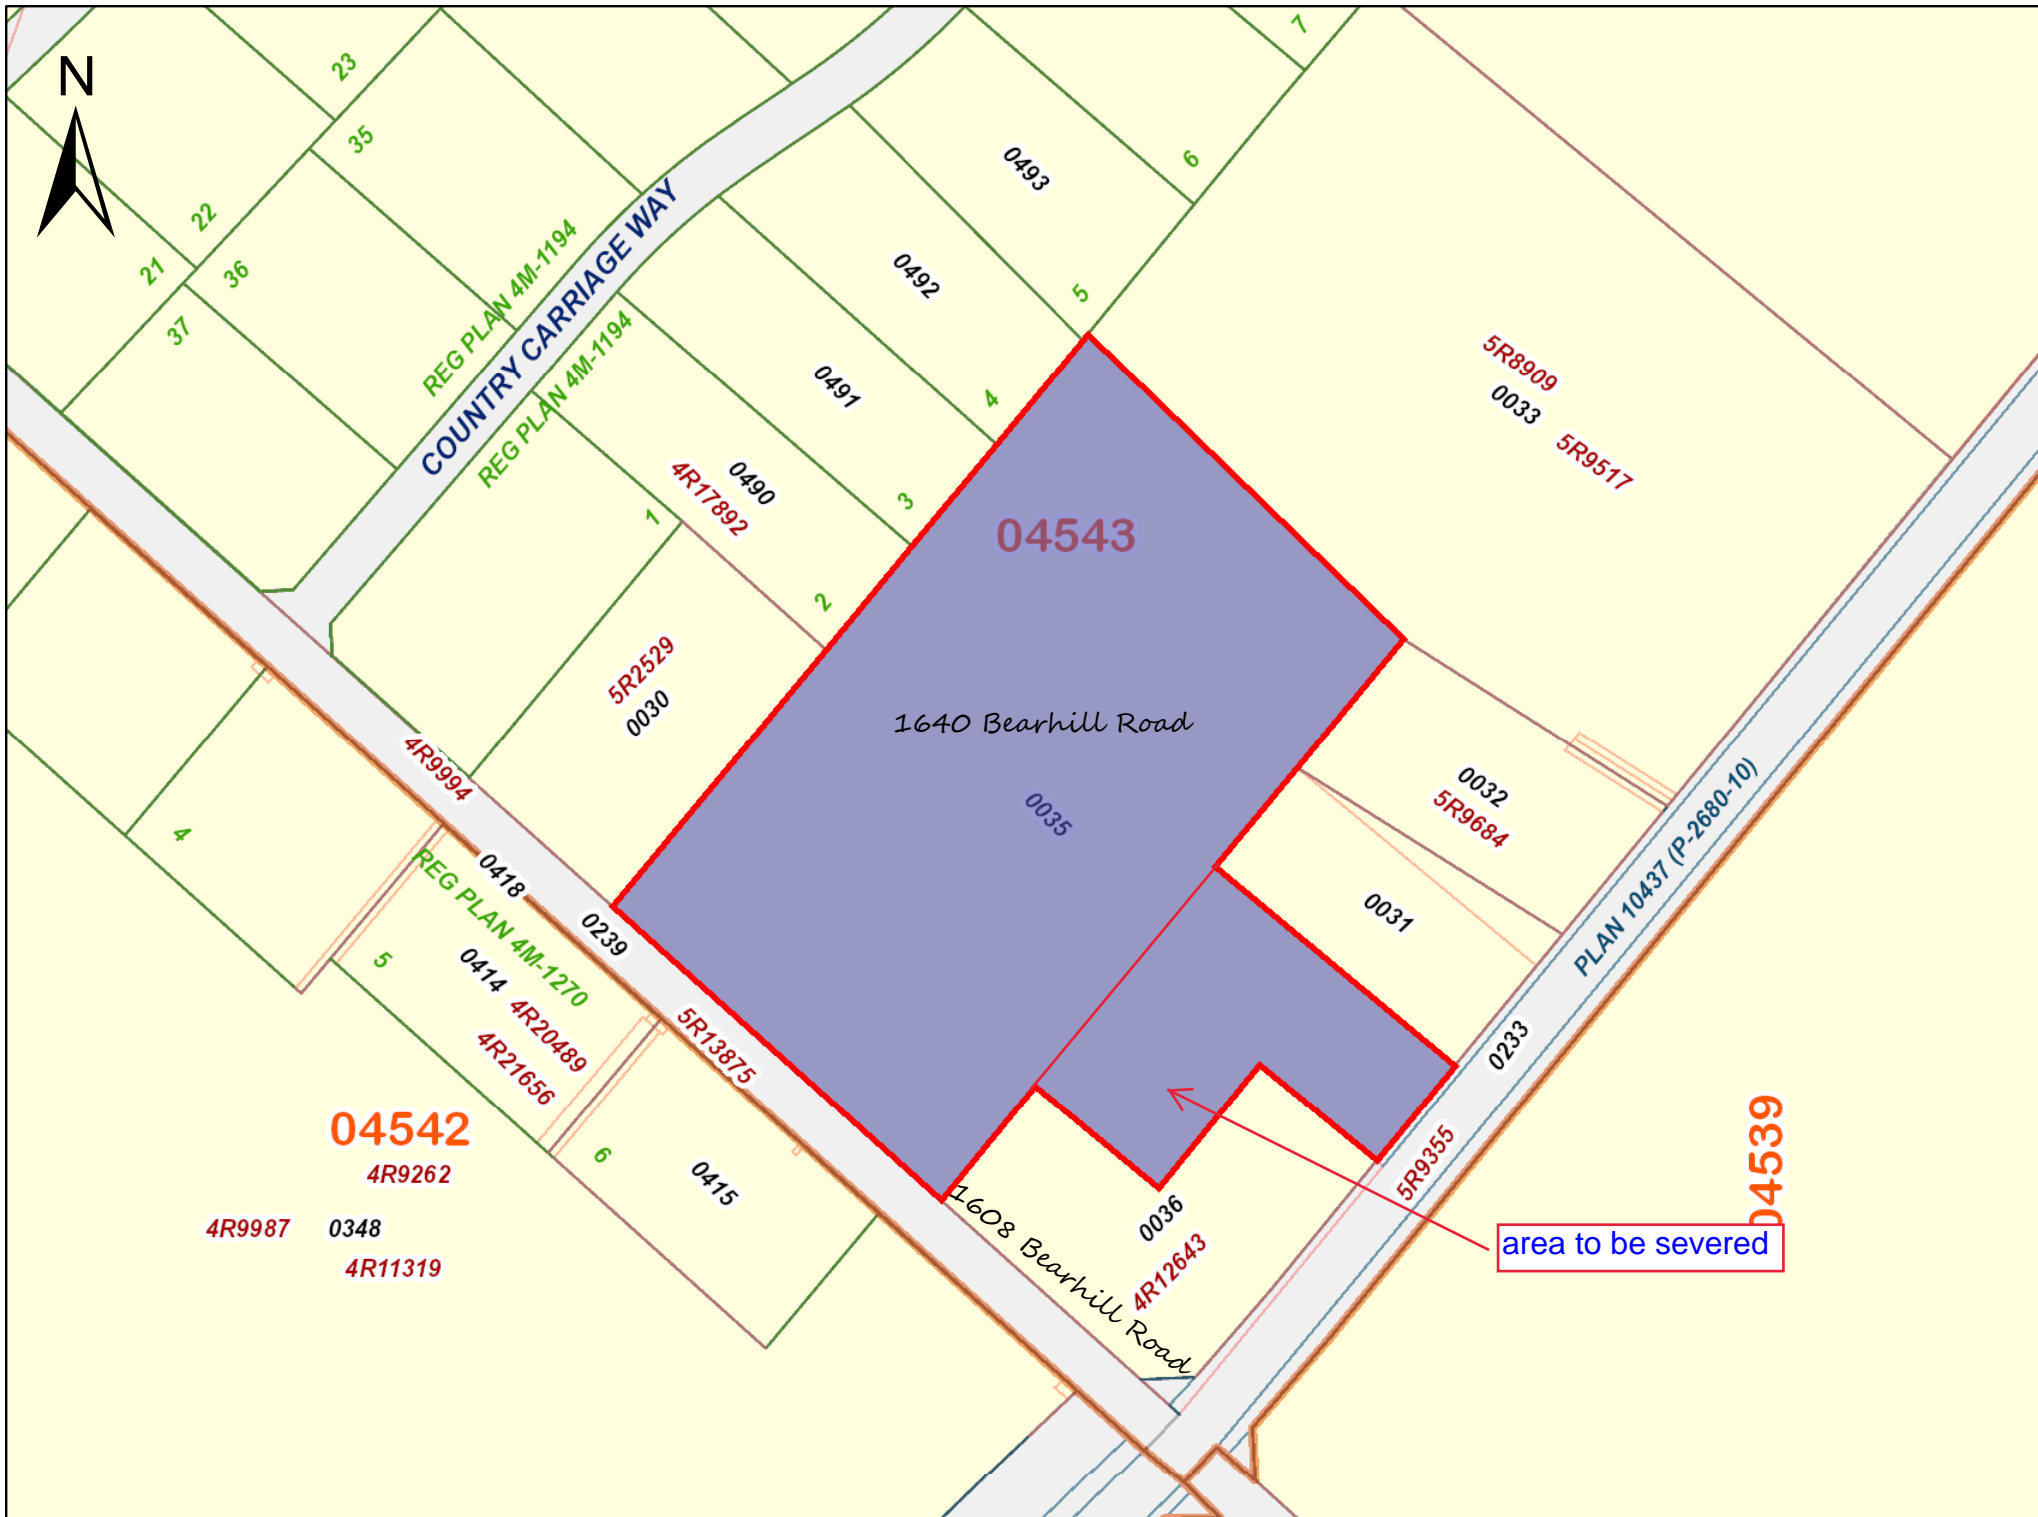 N
7
23
35
6
0493
22
21
36
37
REG PLAN 4M-1194
COUNTRY CARRIAGE WAY
REG PLAN 4M-1194
0492
5
0491
4
5R8909
0033
5R9517
0490
4R17892
3
1
04543
2
5R2529
0030
1640 Bearhill Road
0035
4R9994
0032
5R9684
PLAN 10437 (P-2680-10)
4
0418
REG PLAN 4M-1270
0239
0031
5
0414
4R20489
4R21656
5R13875
0233
04542
4R9262
4R9987
0348
4R11319
6
0415
5R9355
04539
0036
4R12643
1608 Bearhill Road
area to be severed